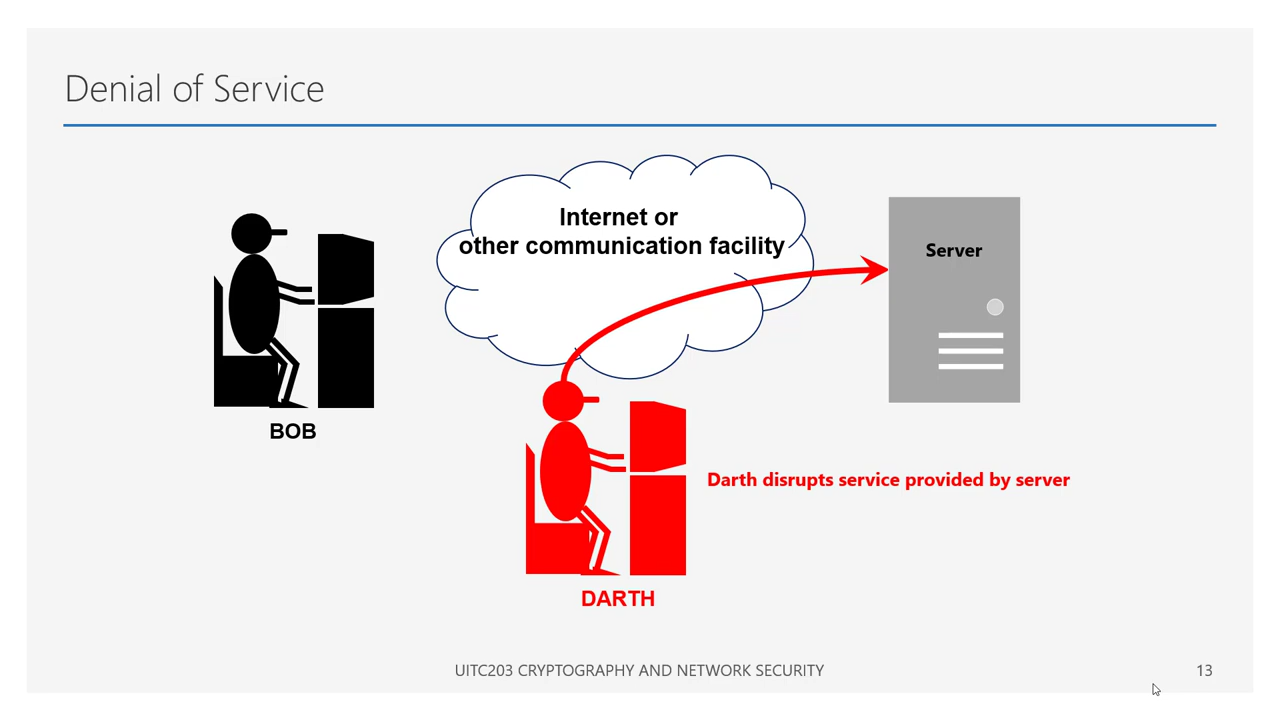 Denial of Service
Internet or
other communication facility
Server
BOB
Darth disrupts service provided by server
DARTH
UITC203 CRYPTOGRAPHY AND NETWORK SECURITY
13